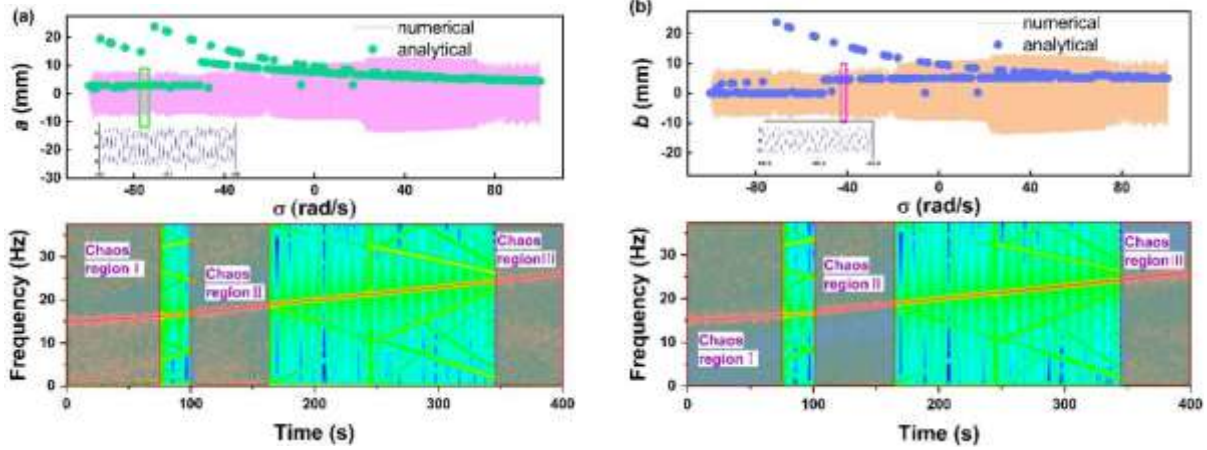 (a)
numerical
analytical
20
10
0
-10
-20
-30
a (mm)
-80
-40
0
40
80
σ (rad/s)
Chaos
region I
Chaos
region II
Chaos
region III
30
20
10
0
Frequency (Hz)
0
100
200
300
400
Time (s)
(b)
numerical
analytical
20
10
0
-10
-20
b (mm)
-80
-40
0
40
80
σ (rad/s)
Chaos
region I
Chaos
region II
Chaos
region III
30
20
10
0
Frequency (Hz)
0
100
200
300
400
Time (s)